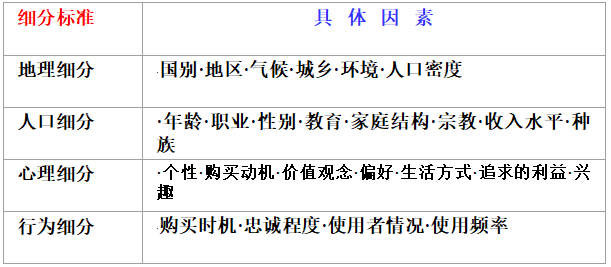 细分标准 具 体 因 素
地理细分 ·国别·地区·气候·城乡·环境·人口密度
人口细分 ·年龄·职业·性别·教育·家庭结构·宗教·收入水平·种
族
心理细分 ·个性·购买动机·价值观念·偏好·生活方式·追求的利益·兴
趣
行为细分 ·购买时机·忠诚程度·使用者情况·使用频率